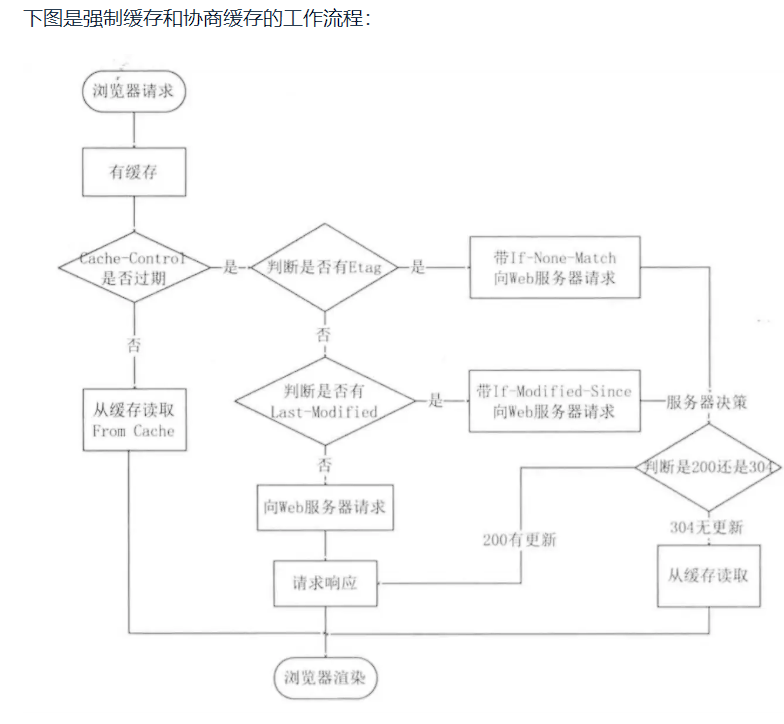 下图是强制缓存和协商缓存的工作流程：
浏览器请求
有缓存
Cache-Control
是否过期
是
判断是否有Etag
是
带If-None-Match
向Web服务器请求
否
否
从缓存读取
From Cache
判断是否有
Last-Modified
是
带If-Modified-Since
向Web服务器请求
服务器决策
判断是200还是304
否
向Web服务器请求
200有更新
304无更新
请求响应
从缓存读取
浏览器渲染